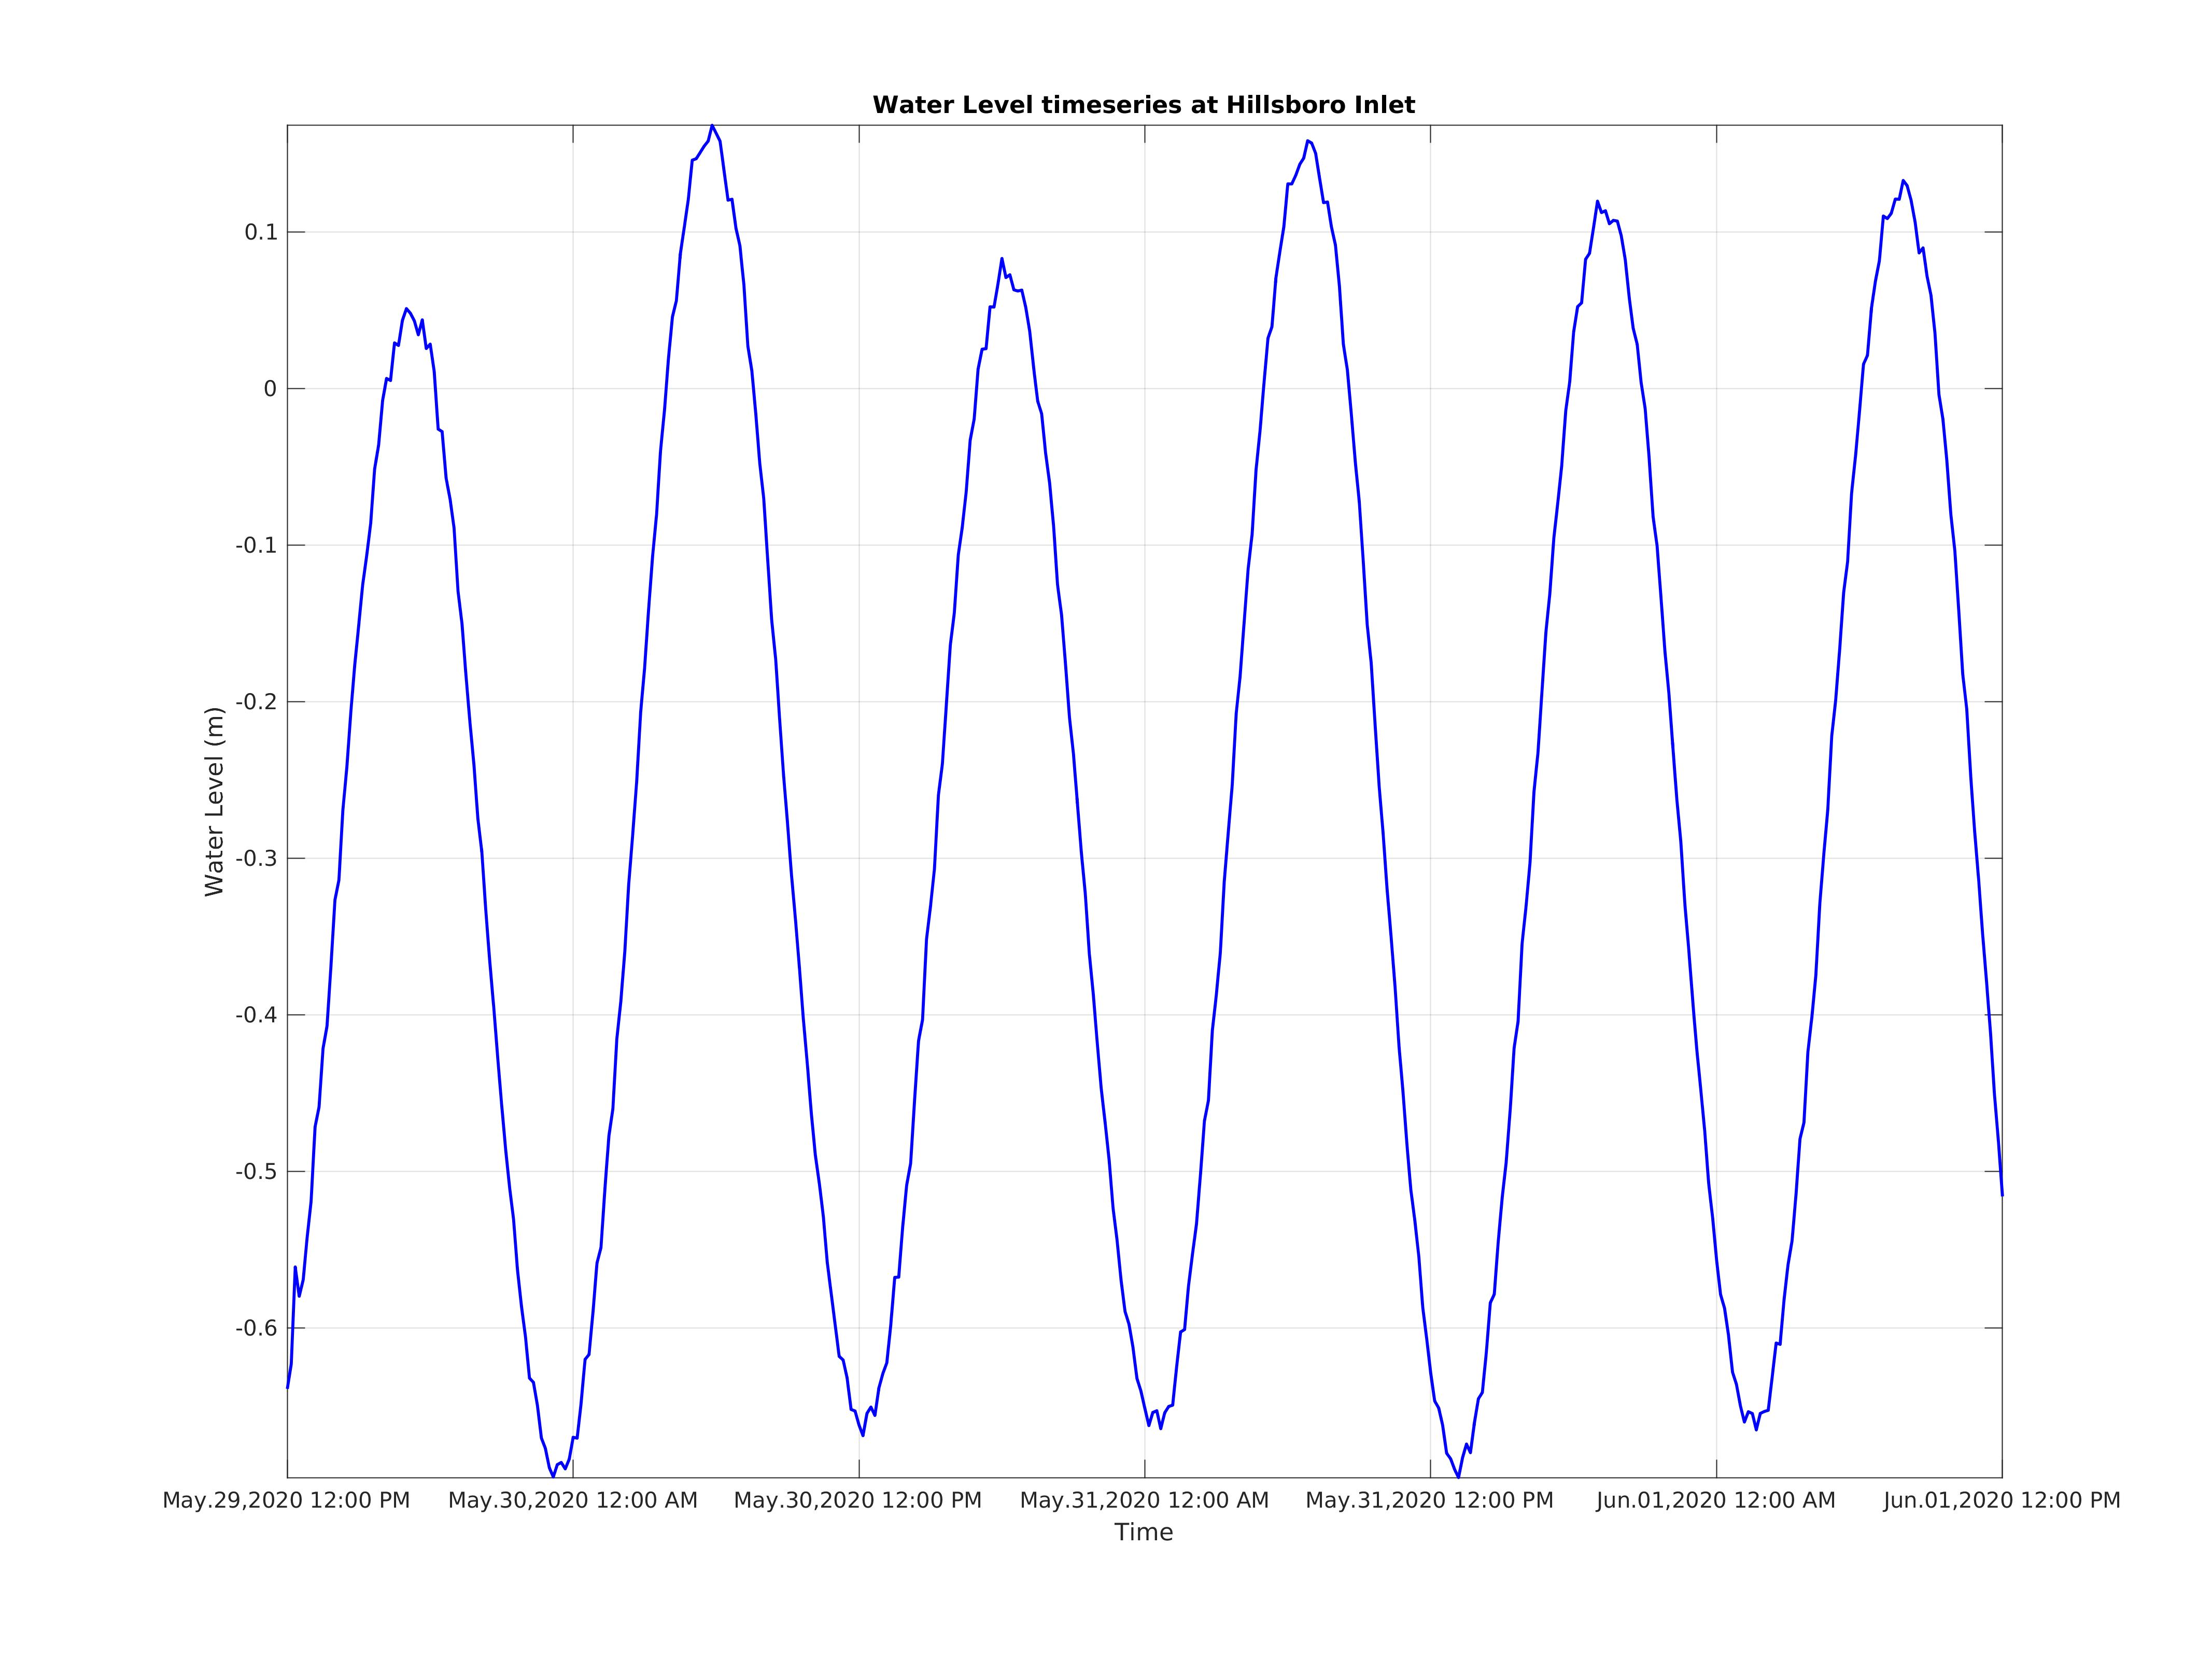 Water Level timeseries at Hillsboro Inlet
0.1
0
-0.1
-0.2
-0.3
-0.4
-0.5
-0.6
Water Level (m)
May.29,2020 12:00 PM May.30,2020 12:00 AM May.30,2020 12:00 PM May.31,2020 12:00 AM May.31,2020 12:00 PM Jun.01,2020 12:00 AM Jun.01,2020 12:00 PM
Time